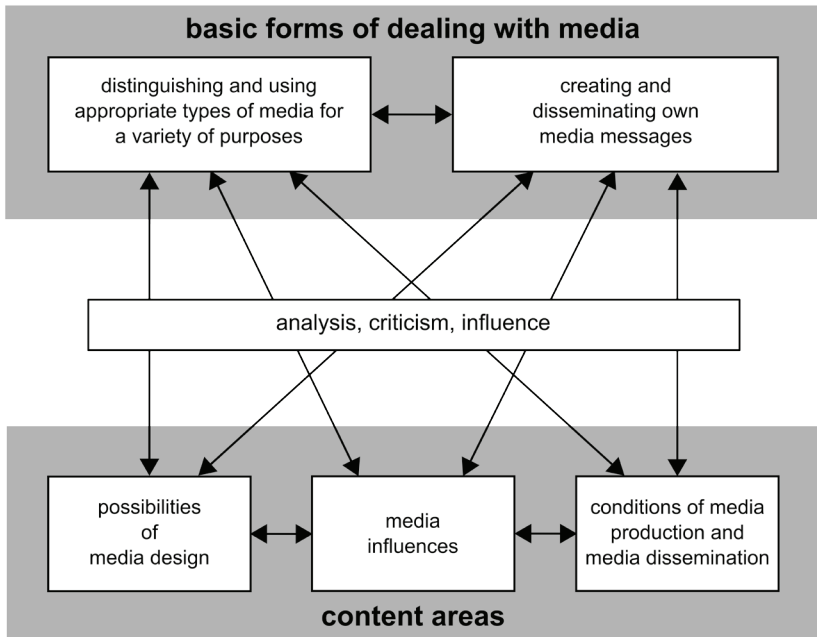 basic forms of dealing with media
distinguishing and using
appropriate types of media for
a variety of purposes
creating and
disseminating own
media messages
analysis, criticism, influence
possibilities
of
media design
media
influences
conditions of media
production and
media dissemination
content areas